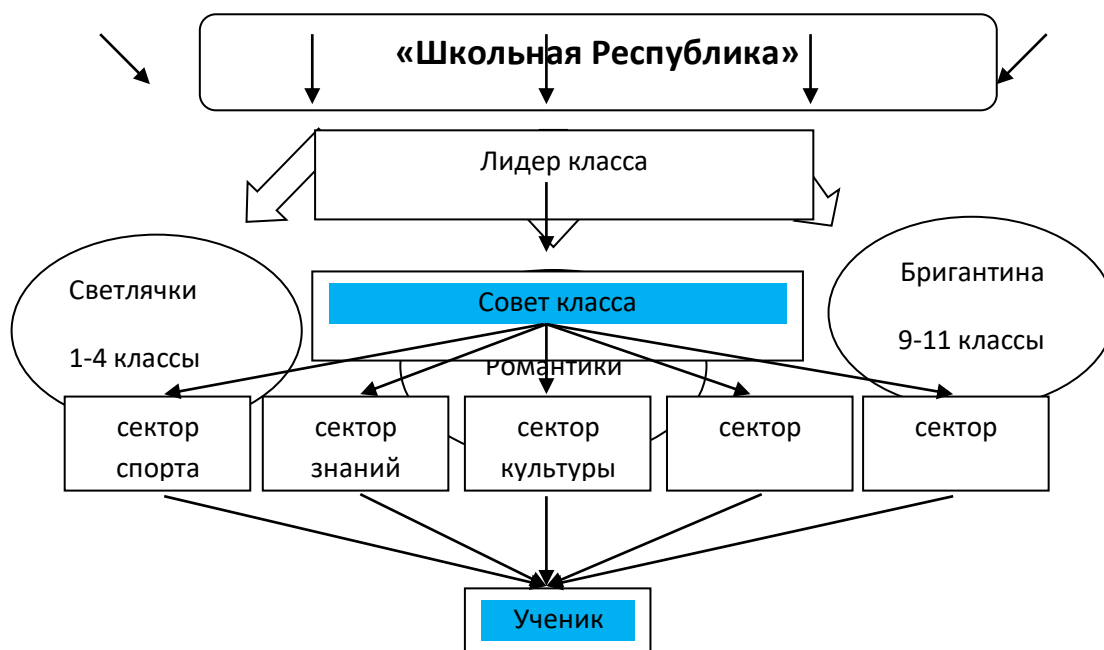 «Школьная Республика»
Лидер класса
Светлячки
1-4 классы
Бригантина
9-11 классы
Совет класса
Романтики
сектор
спорта
сектор
знаний
сектор
культуры
сектор
сектор
Ученик